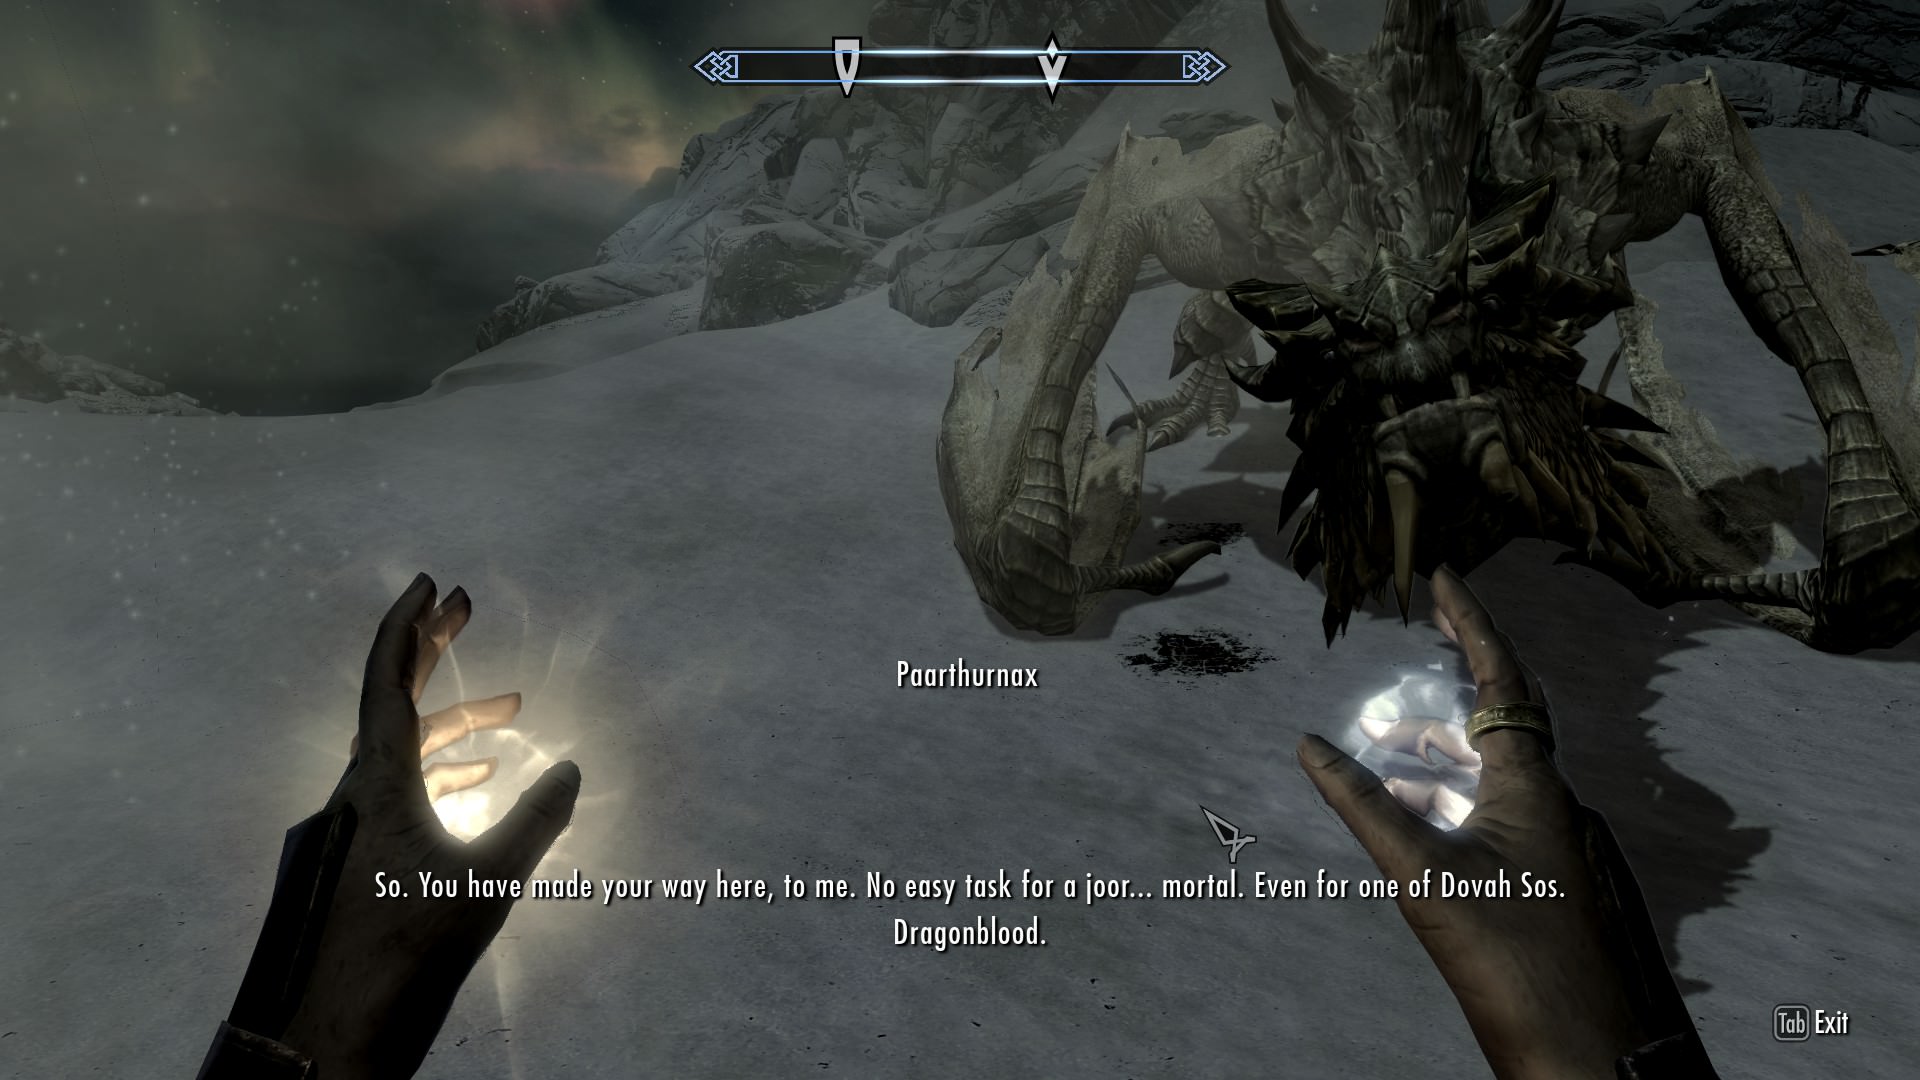 Paarthurnax
So. You have made your way here, to me. No easy task for a joor... mortal. Even for one of Dovah Sos.
Dragonblood.
Tab Exit